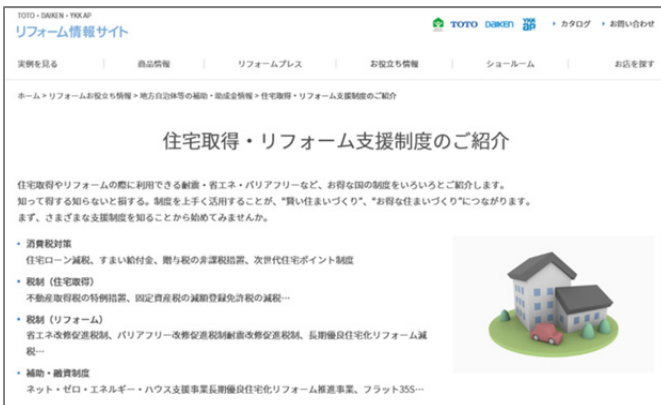 TOTO・DAIKEN・YKK AP
リフォーム情報サイト
TOTO DAIKEN YKK ap カタログ お問い合わせ
実例を見る 商品情報 リフォームプレス お役立ち情報 ショールーム お店を探す
ホーム > リフォームお役立ち情報 > 地方自治体等の補助・助成金情報 > 住宅取得・リフォーム支援制度のご紹介
住宅取得・リフォーム支援制度のご紹介
住宅取得やリフォームの際に利用できる耐震・省エネ・バリアフリーなど、お得な国の制度をいろいろとご紹介します。
知って得する知らないと損する。制度を上手く活用することが、“賢い住まいづくり”、“お得な住まいづくり”につながります。
まず、さまざまな支援制度を知ることから始めてみませんか。
・消費税対策
住宅ローン減税、すまい給付金、贈与税の非課税措置、次世代住宅ポイント制度
・税制（住宅取得）
不動産取得税の特例措置、固定資産税の減額登録免許税の減税…
・税制（リフォーム）
省エネ改修促進税制、バリアフリー改修促進税制耐震改修促進税制、長期優良住宅化リフォーム減
税…
・補助・融資制度
ネット・ゼロ・エネルギー・ハウス支援事業長期優良住宅化リフォーム推進事業、フラット35S…